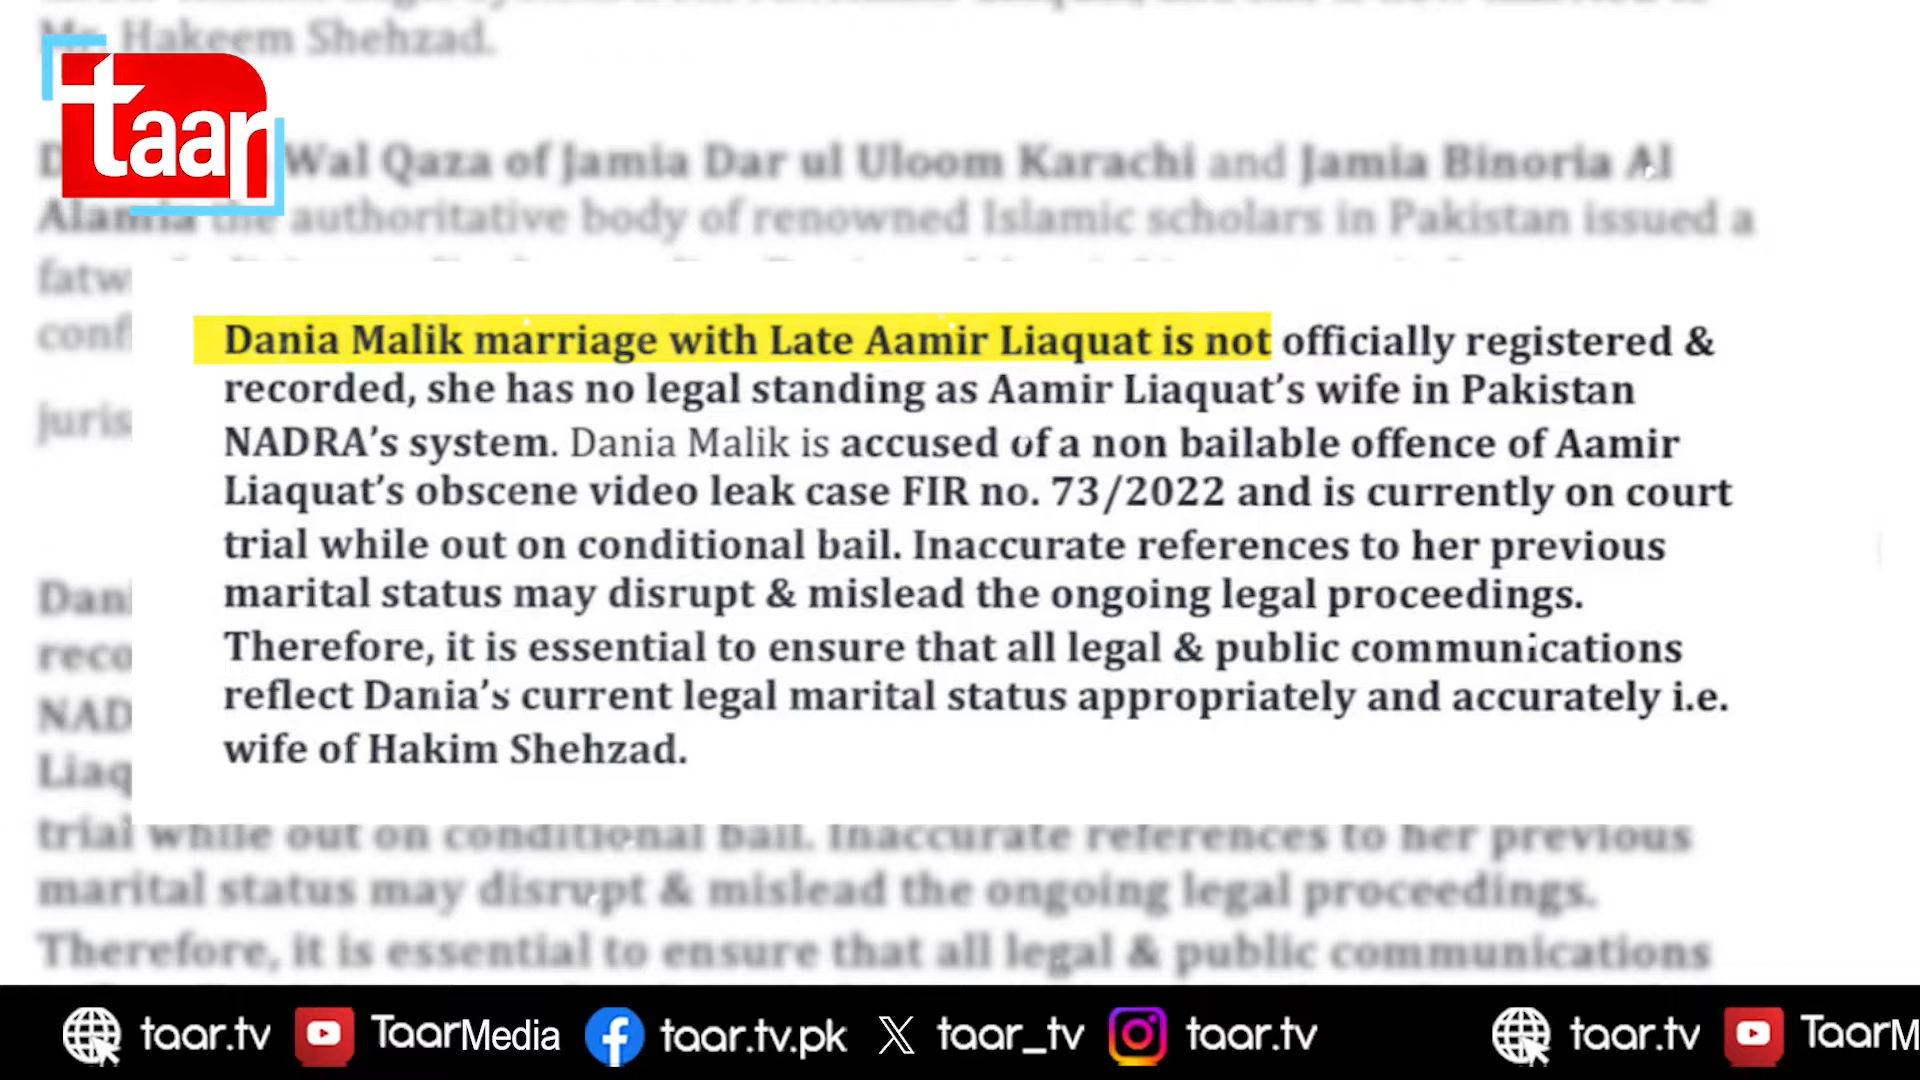 Mr. Hakeem Shehzad.
taar
Wal Qaza of Jamia Dar ul Uloom Karachi and Jamia Binoria Al
Alamia the authoritative body of renowned Islamic scholars in Pakistan issued a
Dania Malik marriage with Late Aamir Liaquat is not officially registered &
recorded, she has no legal standing as Aamir Liaquat's wife in Pakistan
NADRA's system. Dania Malik is accused of a non bailable offence of Aamir
Liaquat's obscene video leak case FIR no. 73/2022 and is currently on court
trial while out on conditional bail. Inaccurate references to her previous
marital status may disrupt & mislead the ongoing legal proceedings.
Therefore, it is essential to ensure that all legal & public communications
reflect Dania's current legal marital status appropriately and accurately i.e.
wife of Hakim Shehzad.
trial while out on conditional bail. Inaccurate references to her previous
marital status may disrupt & mislead the ongoing legal proceedings.
Therefore, it is essential to ensure that all legal & public communications
taar.tv TaarMedia taar.tv.pk taar_tv taar.tv taar.tv TaarM